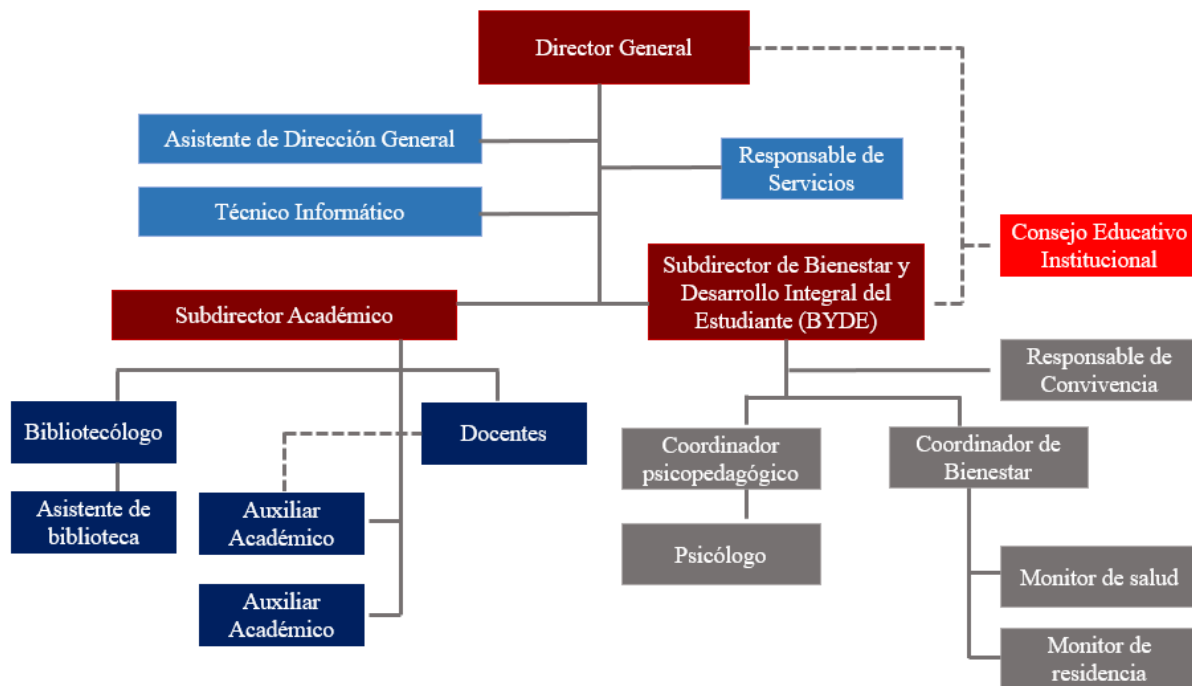 Director General
Asistente de Dirección General
Responsable de
Servicios
Técnico Informático
Consejo Educativo
Institucional
Subdirector de Bienestar y
Desarrollo Integral del
Estudiante (BYDE)
Subdirector Académico
Responsable de
Convivencia
Bibliotecólogo
Docentes
Coordinador
psicopedagógico
Coordinador de
Bienestar
Asistente de
biblioteca
Auxiliar
Académico
Psicólogo
Monitor de salud
Auxiliar
Académico
Monitor de
residencia